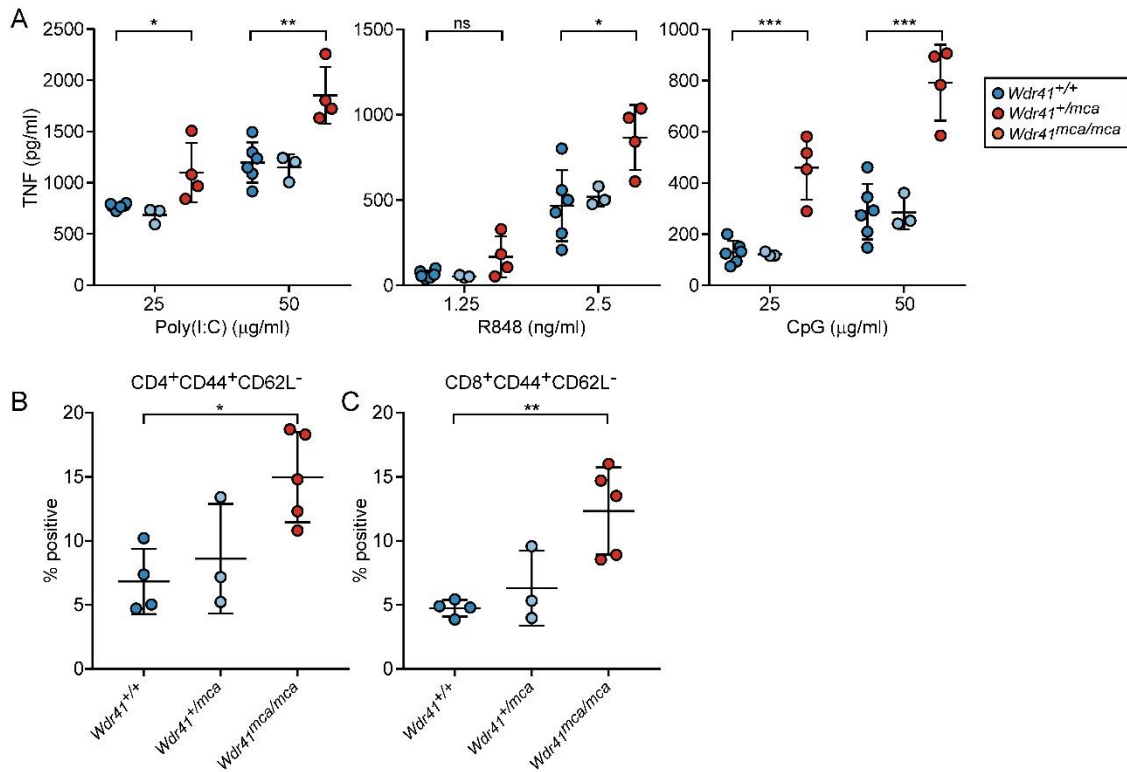 A
*
**
2500
2000
1500
1000
500
0
TNF (pg/ml)
25
50
Poly(I:C) (μg/ml)
ns
*
1500
1000
500
0
1.25
2.5
R848 (ng/ml)
***
***
1000
800
600
400
200
0
25
50
CpG (μg/ml)
Wdr41+/+
Wdr41+/mca
Wdr41mca/mca
B
CD4+CD44+CD62L-
*
20
15
10
5
0
% positive
Wdr41+/+
Wdr41+/mca
Wdr41mca/mca
C
CD8+CD44+CD62L-
**
20
15
10
5
0
% positive
Wdr41+/+
Wdr41+/mca
Wdr41mca/mca